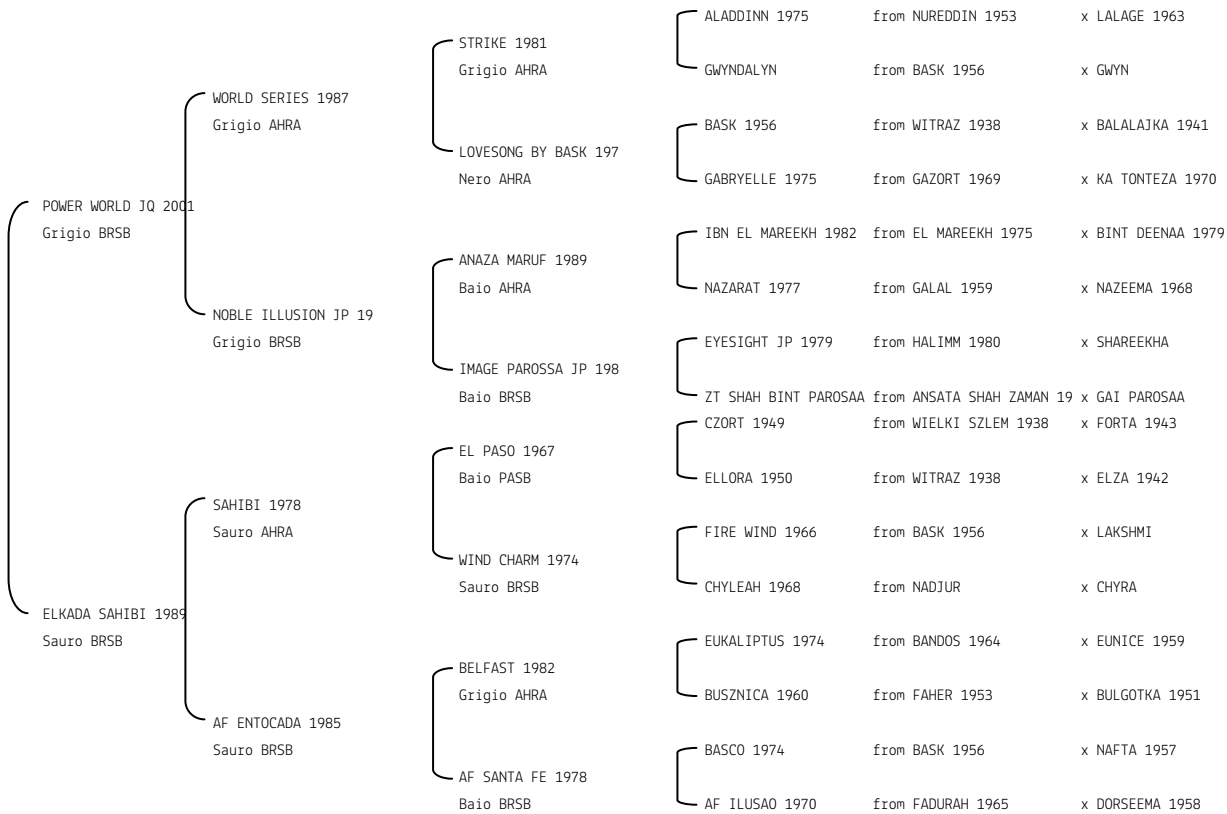 ALADDINN 1975 from NUREDDIN 1953 x LALAGE 1963
STRIKE 1981
Grigio AHRA
GWYNDALYN from BASK 1956 x GWYN
WORLD SERIES 1987
Grigio AHRA
BASK 1956 from WITRAZ 1938 x BALALAJKA 1941
LOVESONG BY BASK 197
Nero AHRA
GABRYELLE 1975 from GAZORT 1969 x KA TONTEZA 1970
POWER WORLD JQ 2001
Grigio BRSB
IBN EL MAREEKH 1982 from EL MAREEKH 1975 x BINT DEENAA 1979
ANAZA MARUF 1989
Baio AHRA
NAZARAT 1977 from GALAL 1959 x NAZEEMA 1968
NOBLE ILLUSION JP 19
Grigio BRSB
EYESIGHT JP 1979 from HALIMM 1980 x SHAREEKHA
IMAGE PAROSSA JP 198
Baio BRSB
ZT SHAH BINT PAROSAA from ANSATA SHAH ZAMAN 19 x GAI PAROSAA
CZORT 1949 from WIELKI SZLEM 1938 x FORTA 1943
EL PASO 1967
Baio PASB
ELLORA 1950 from WITRAZ 1938 x ELZA 1942
SAHIBI 1978
Sauro AHRA
FIRE WIND 1966 from BASK 1956 x LAKSHMI
WIND CHARM 1974
Sauro BRSB
CHYLEAH 1968 from NADJUR x CHYRA
ELKADA SAHIBI 1989
Sauro BRSB
EUKALIPTUS 1974 from BANDOS 1964 x EUNICE 1959
BELFAST 1982
Grigio AHRA
BUSZNICA 1960 from FAHER 1953 x BULGOTKA 1951
AF ENTOCADA 1985
Sauro BRSB
BASCO 1974 from BASK 1956 x NAFTA 1957
AF SANTA FE 1978
Baio BRSB
AF ILUSAO 1970 from FADURAH 1965 x DORSEEMA 1958